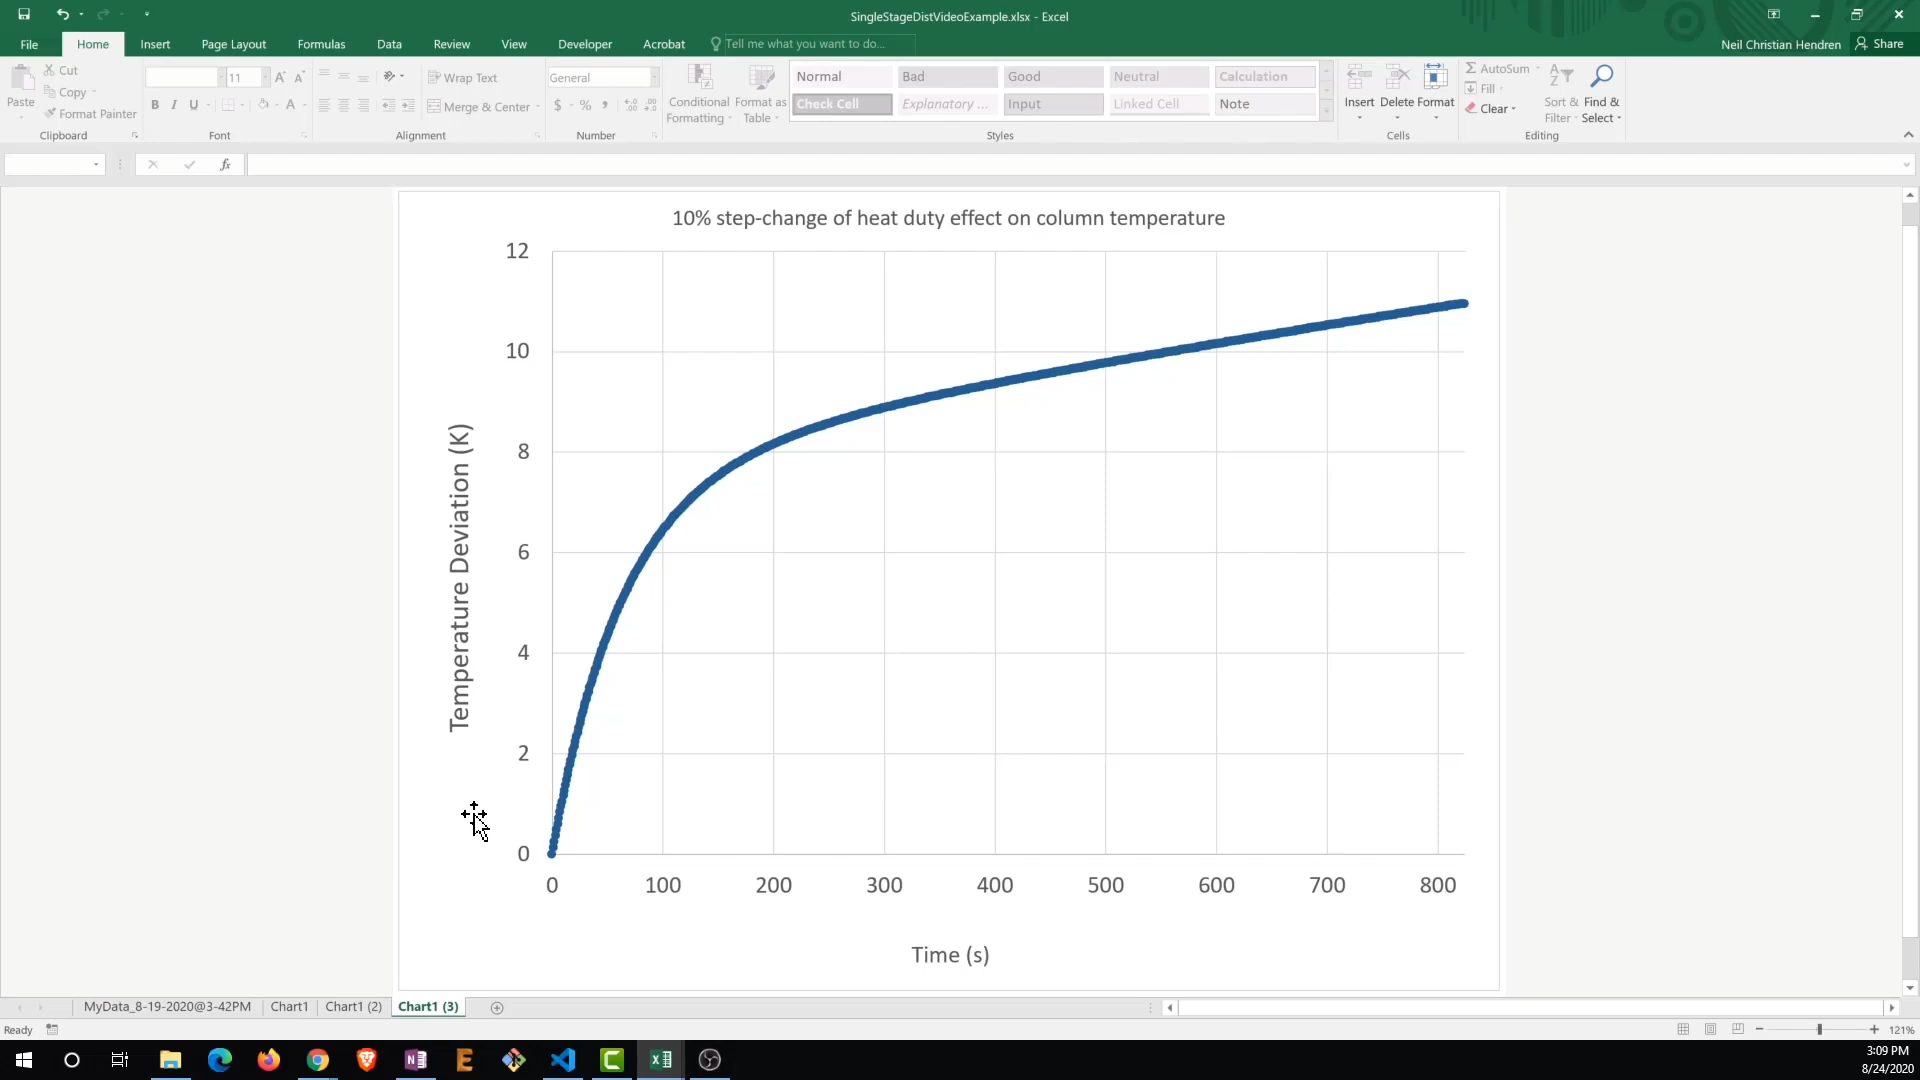 SingleStageDistVideoExample.xlsx - Excel
File Home Insert Page Layout Formulas Data Review View Developer Acrobat Tell me what you want to do... Neil Christian Hendren Share
Paste Cut Copy Format Painter Clipboard
11 B I U A Font
Wrap Text Merge & Center Alignment
General $ % , Number
Conditional Formatting Format as Table
Normal Bad Good Neutral Calculation
Check Cell Explanatory ... Input Linked Cell Note
Styles
Insert Delete Format Cells
AutoSum Fill Clear Sort & Filter Find & Select Editing
fx
10% step-change of heat duty effect on column temperature
12
10
8
6
4
2
0
Temperature Deviation (K)
0 100 200 300 400 500 600 700 800
Time (s)
MyData_8-19-2020@3-42PM Chart1 Chart1 (2) Chart1 (3)
Ready 121%
3:09 PM
8/24/2020